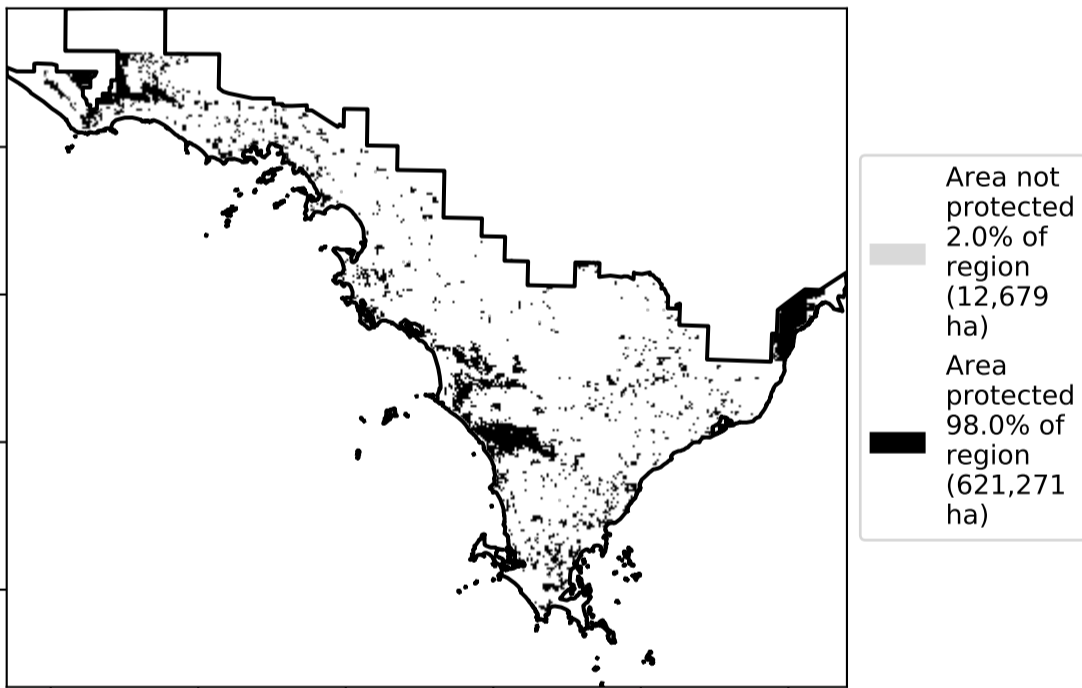 Area not
protected
2.0% of
region
(12,679
ha)
Area
protected
98.0% of
region
(621,271
ha)